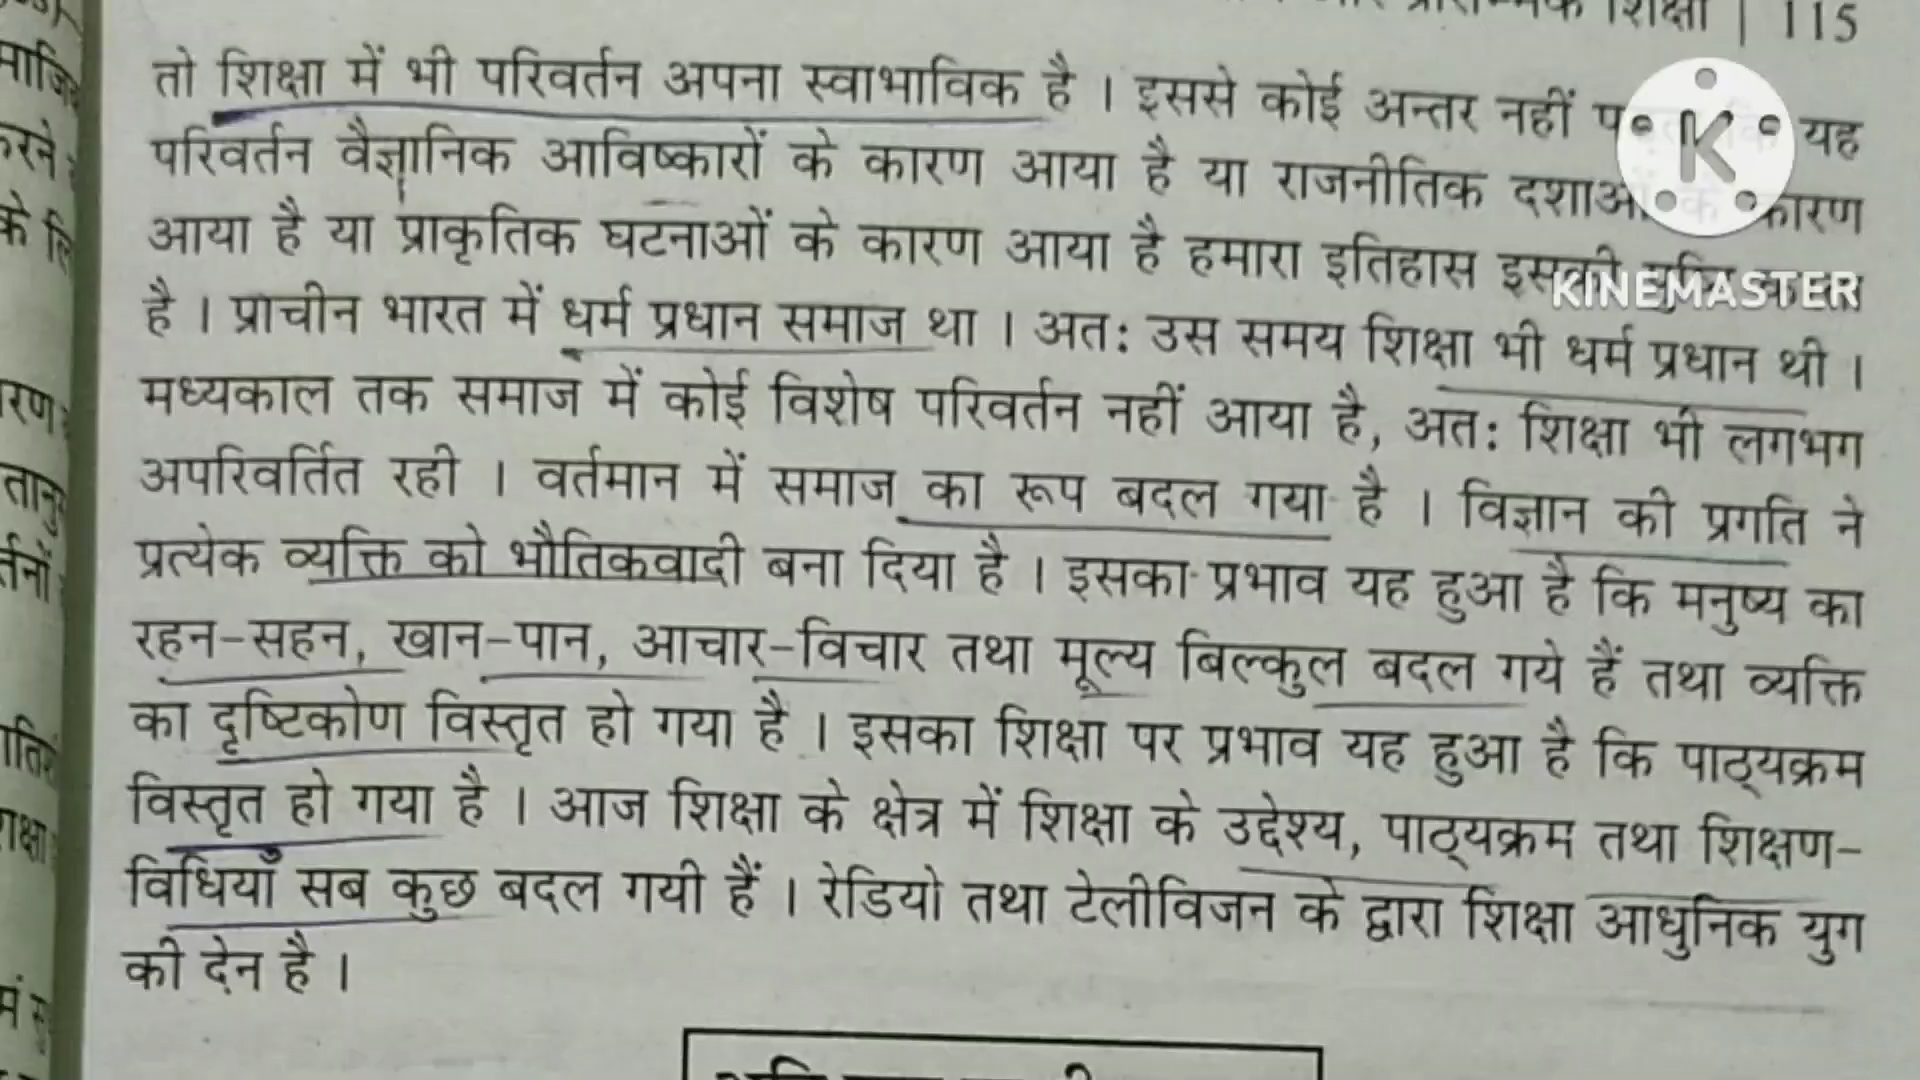 शिक्षा | 115
तो शिक्षा में भी परिवर्तन अपना स्वाभाविक है । इससे कोई अन्तर नहीं यह
परिवर्तन वैज्ञानिक आविष्कारों के कारण आया है या राजनीतिक दशाओं के कारण
आया है या प्राकृतिक घटनाओं के कारण आया है हमारा इतिहास इसकी
KINEMASTER
है । प्राचीन भारत में धर्म प्रधान समाज था । अतः उस समय शिक्षा भी धर्म प्रधान थी ।
मध्यकाल तक समाज में कोई विशेष परिवर्तन नहीं आया है, अतः शिक्षा भी लगभग
अपरिवर्तित रही । वर्तमान में समाज का रूप बदल गया है । विज्ञान की प्रगति ने
प्रत्येक व्यक्ति को भौतिकवादी बना दिया है । इसका प्रभाव यह हुआ है कि मनुष्य का
रहन-सहन, खान-पान, आचार-विचार तथा मूल्य बिल्कुल बदल गये हैं तथा व्यक्ति
का दृष्टिकोण विस्तृत हो गया है । इसका शिक्षा पर प्रभाव यह हुआ है कि पाठ्यक्रम
विस्तृत हो गया है । आज शिक्षा के क्षेत्र में शिक्षा के उद्देश्य, पाठ्यक्रम तथा शिक्षण-
विधियाँ सब कुछ बदल गयी हैं । रेडियो तथा टेलीविजन के द्वारा शिक्षा आधुनिक युग
की देन है ।